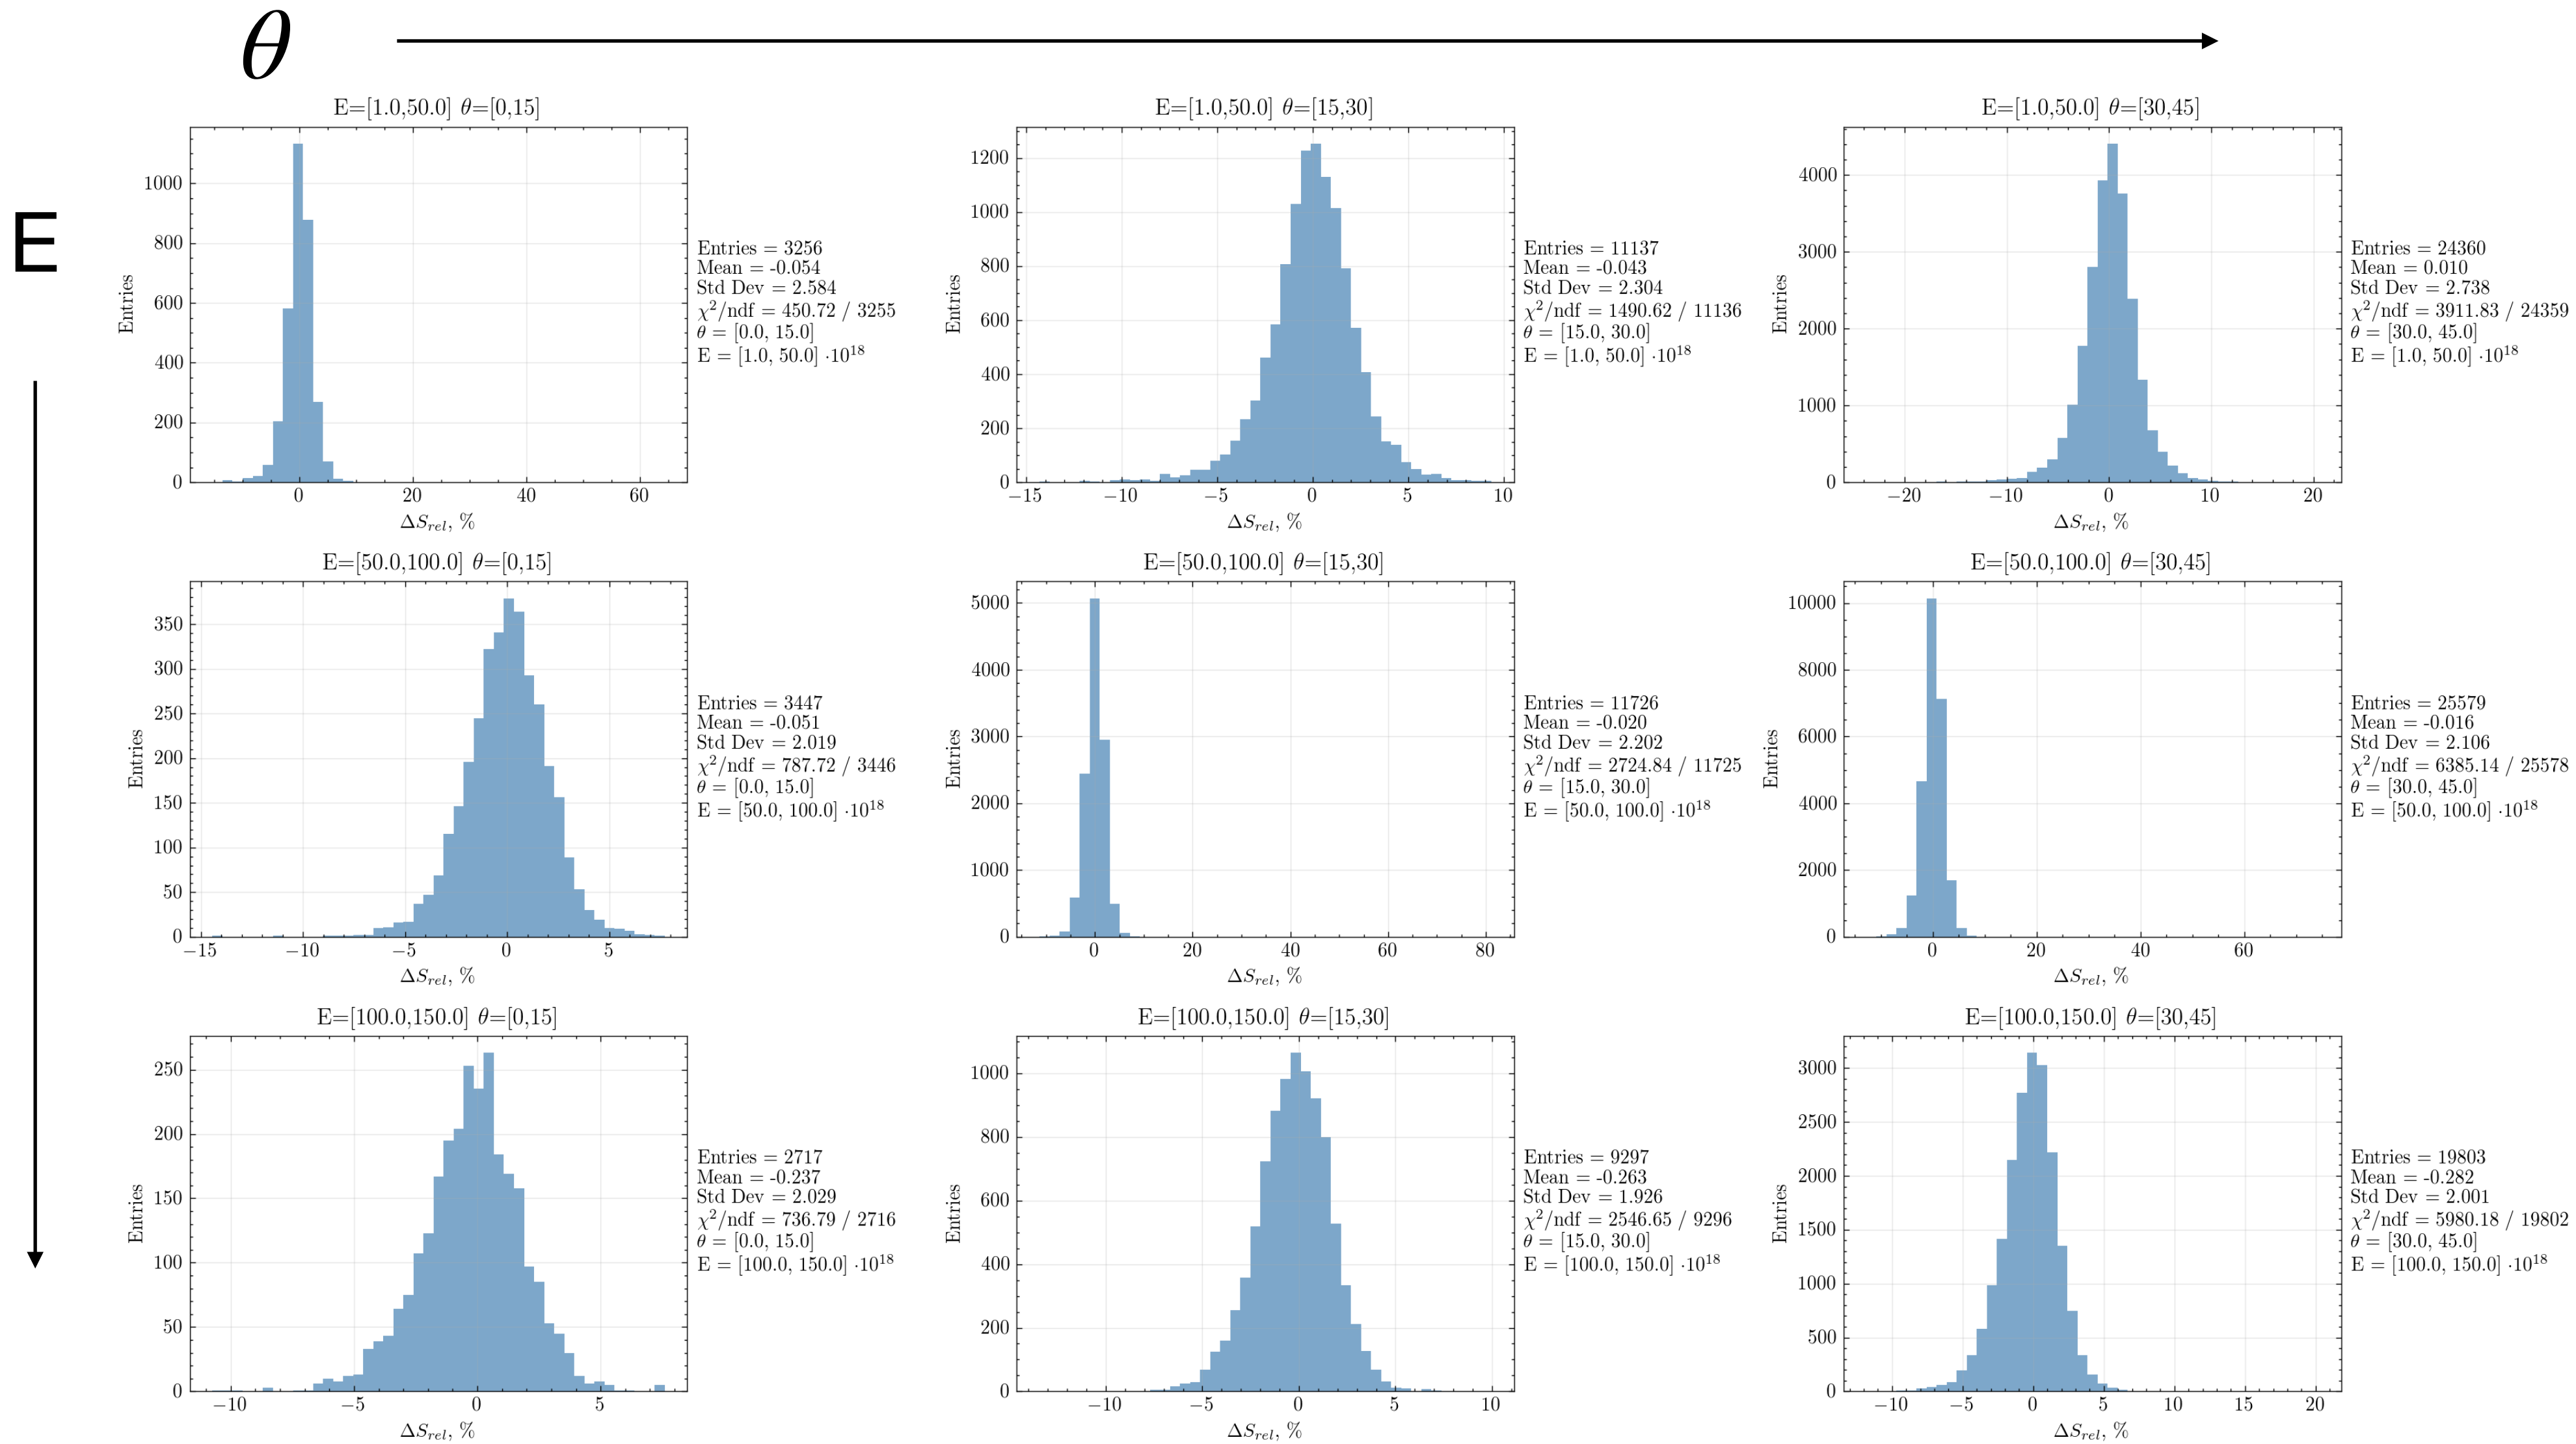 θ
E
E=[1.0,50.0] θ=[0,15]
1000
800
600
400
200
0
Entries
0 20 40 60
ΔS_rel, %
Entries = 3256
Mean = -0.054
Std Dev = 2.584
χ²/ndf = 450.72 / 3255
θ = [0.0, 15.0]
E = [1.0, 50.0] ·10¹⁸
E=[1.0,50.0] θ=[15,30]
1200
1000
800
600
400
200
0
Entries
−15 −10 −5 0 5 10
ΔS_rel, %
Entries = 11137
Mean = -0.043
Std Dev = 2.304
χ²/ndf = 1490.62 / 11136
θ = [15.0, 30.0]
E = [1.0, 50.0] ·10¹⁸
E=[1.0,50.0] θ=[30,45]
4000
3000
2000
1000
0
Entries
−20 −10 0 10 20
ΔS_rel, %
Entries = 24360
Mean = 0.010
Std Dev = 2.738
χ²/ndf = 3911.83 / 24359
θ = [30.0, 45.0]
E = [1.0, 50.0] ·10¹⁸
E=[50.0,100.0] θ=[0,15]
350
300
250
200
150
100
50
0
Entries
−15 −10 −5 0 5
ΔS_rel, %
Entries = 3447
Mean = -0.051
Std Dev = 2.019
χ²/ndf = 787.72 / 3446
θ = [0.0, 15.0]
E = [50.0, 100.0] ·10¹⁸
E=[50.0,100.0] θ=[15,30]
5000
4000
3000
2000
1000
0
Entries
0 20 40 60 80
ΔS_rel, %
Entries = 11726
Mean = -0.020
Std Dev = 2.202
χ²/ndf = 2724.84 / 11725
θ = [15.0, 30.0]
E = [50.0, 100.0] ·10¹⁸
E=[50.0,100.0] θ=[30,45]
10000
8000
6000
4000
2000
0
Entries
0 20 40 60
ΔS_rel, %
Entries = 25579
Mean = -0.016
Std Dev = 2.106
χ²/ndf = 6385.14 / 25578
θ = [30.0, 45.0]
E = [50.0, 100.0] ·10¹⁸
E=[100.0,150.0] θ=[0,15]
250
200
150
100
50
0
Entries
−10 −5 0 5
ΔS_rel, %
Entries = 2717
Mean = -0.237
Std Dev = 2.029
χ²/ndf = 736.79 / 2716
θ = [0.0, 15.0]
E = [100.0, 150.0] ·10¹⁸
E=[100.0,150.0] θ=[15,30]
1000
800
600
400
200
0
Entries
−10 −5 0 5 10
ΔS_rel, %
Entries = 9297
Mean = -0.263
Std Dev = 1.926
χ²/ndf = 2546.65 / 9296
θ = [15.0, 30.0]
E = [100.0, 150.0] ·10¹⁸
E=[100.0,150.0] θ=[30,45]
3000
2500
2000
1500
1000
500
0
Entries
−10 −5 0 5 10 15 20
ΔS_rel, %
Entries = 19803
Mean = -0.282
Std Dev = 2.001
χ²/ndf = 5980.18 / 19802
θ = [30.0, 45.0]
E = [100.0, 150.0] ·10¹⁸